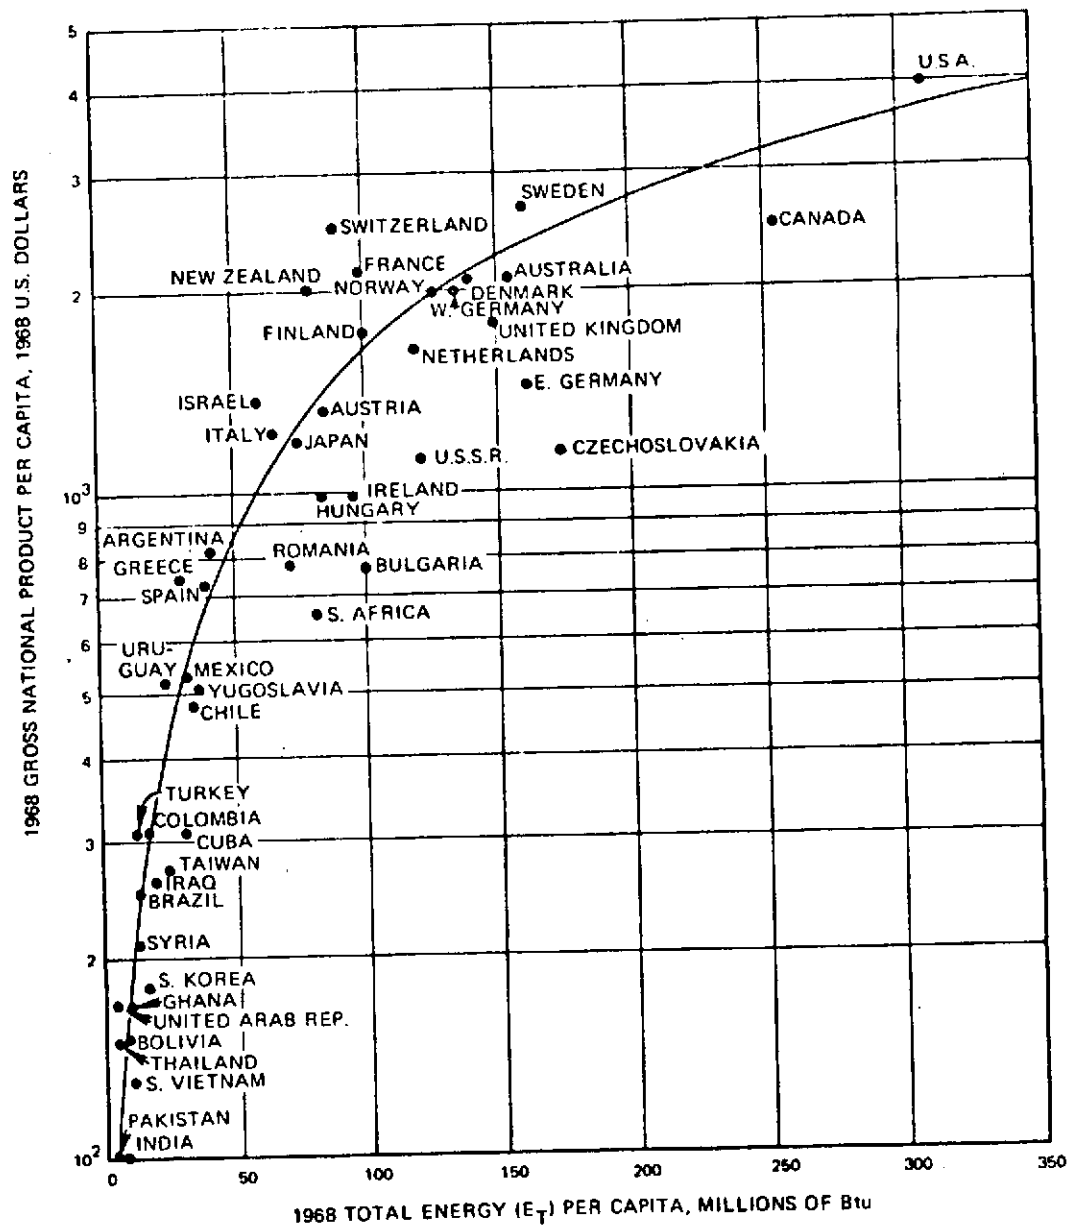 1968 GROSS NATIONAL PRODUCT PER CAPITA, 1968 U.S. DOLLARS
5
4
3
2
10³
9
8
7
6
5
4
3
2
10²
U.S.A.
SWEDEN
CANADA
SWITZERLAND
FRANCE
AUSTRALIA
NEW ZEALAND
NORWAY
DENMARK
W. GERMANY
FINLAND
UNITED KINGDOM
NETHERLANDS
E. GERMANY
ISRAEL
AUSTRIA
ITALY
JAPAN
U.S.S.R.
CZECHOSLOVAKIA
IRELAND
HUNGARY
ARGENTINA
ROMANIA
GREECE
BULGARIA
SPAIN
S. AFRICA
URU-
GUAY
MEXICO
YUGOSLAVIA
CHILE
TURKEY
COLOMBIA
CUBA
TAIWAN
IRAQ
BRAZIL
SYRIA
S. KOREA
GHANA
UNITED ARAB REP.
BOLIVIA
THAILAND
S. VIETNAM
PAKISTAN
INDIA
0 50 100 150 200 250 300 350
1968 TOTAL ENERGY (E_T) PER CAPITA, MILLIONS OF Btu